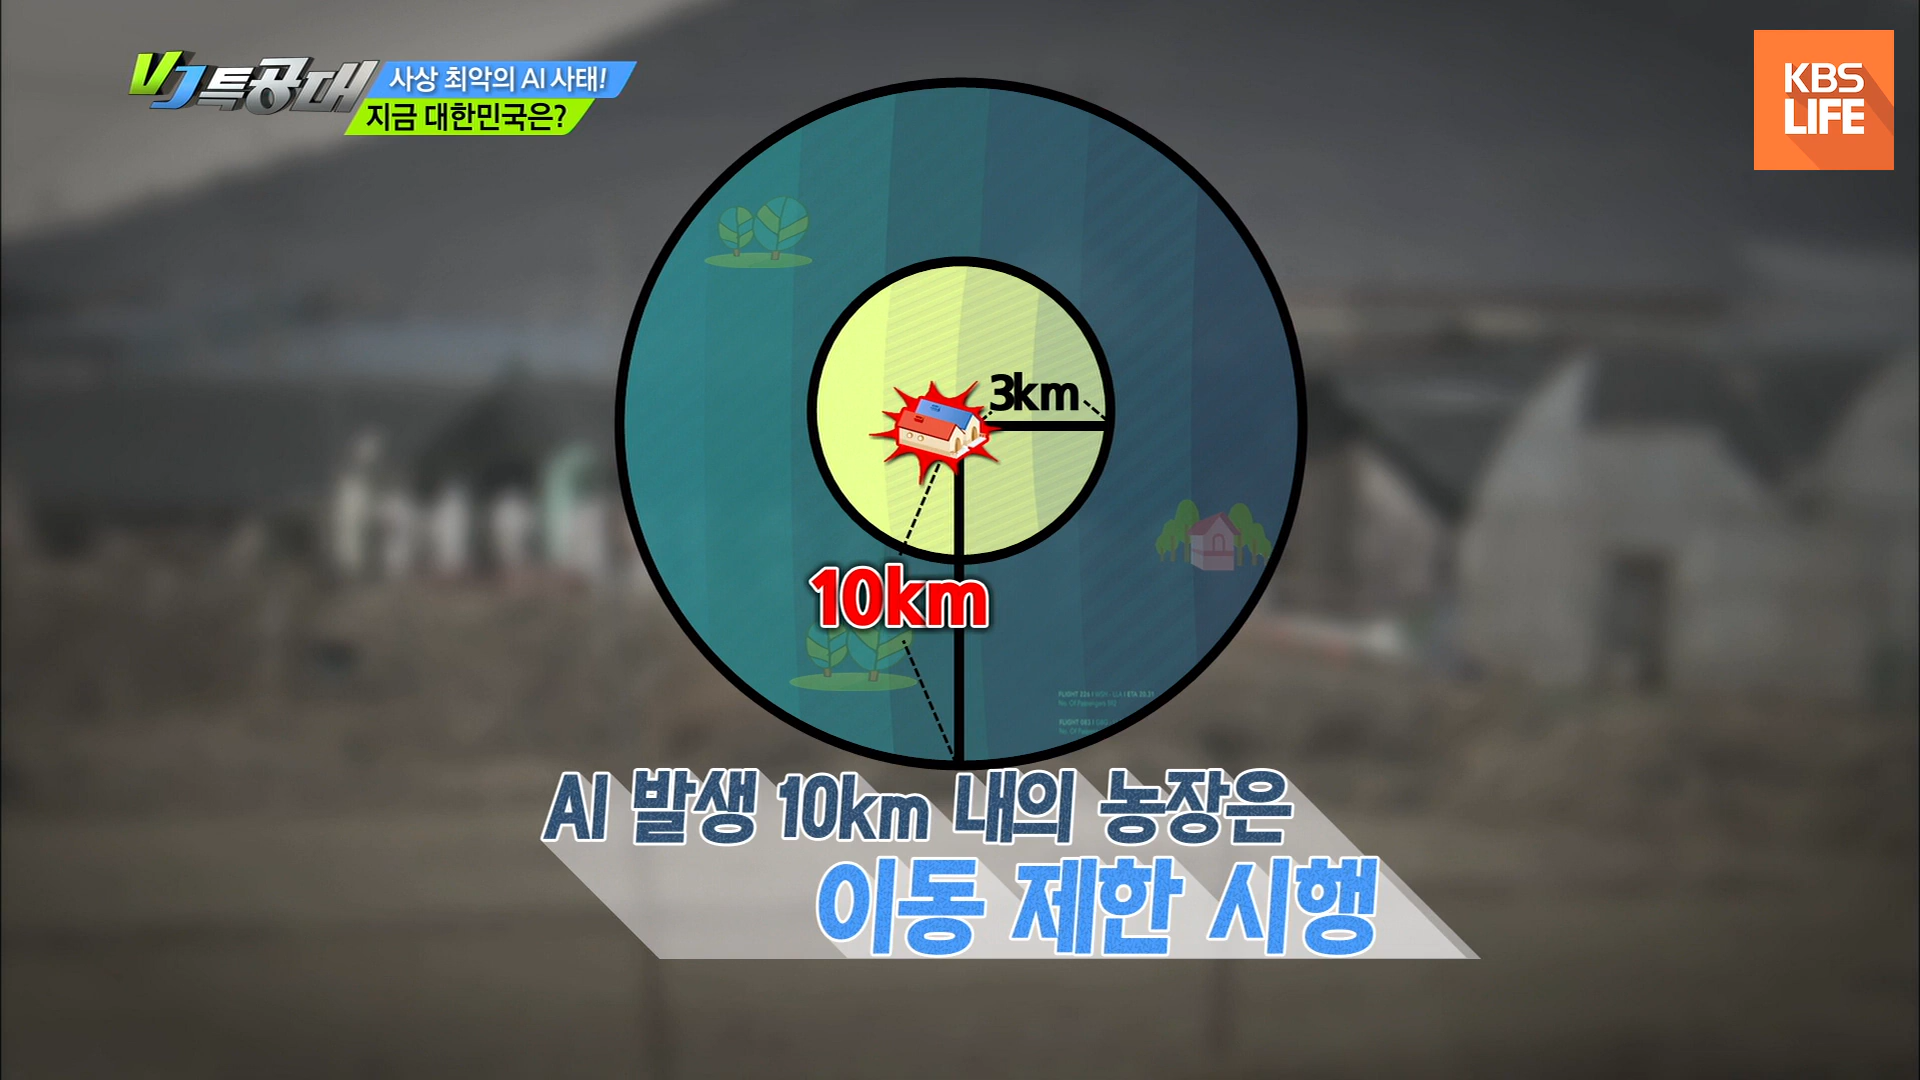 VJ특공대
사상 최악의 AI 사태!
지금 대한민국은?
KBS
LIFE
3km
10km
AI 발생 10km 내의 농장은
이동 제한 시행